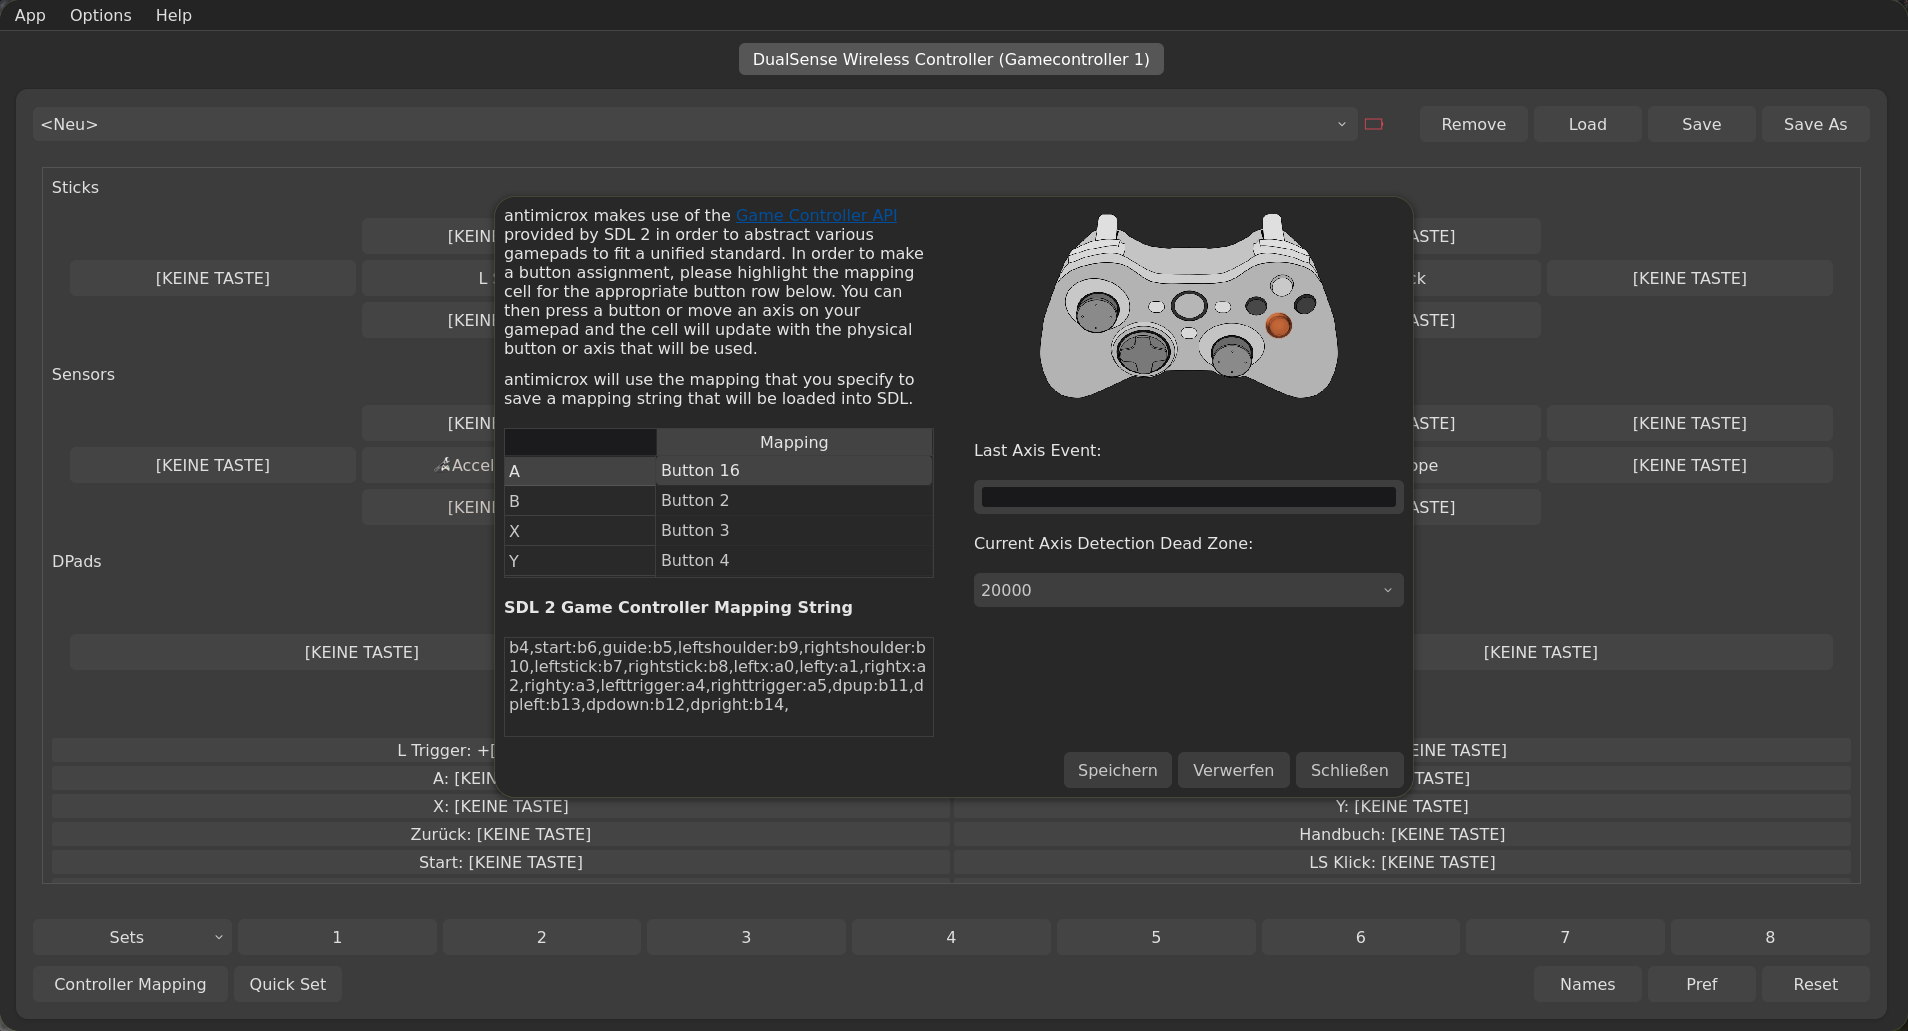 App Options Help
DualSense Wireless Controller (Gamecontroller 1)
<Neu> Remove Load Save Save As
Sticks
[KEIN ASTE]
[KEINE TASTE] L ck [KEINE TASTE]
[KEIN ASTE]
Sensors
[KEIN ASTE] [KEINE TASTE]
[KEINE TASTE] Accel ope [KEINE TASTE]
[KEIN ASTE]
DPads
[KEINE TASTE] [KEINE TASTE]
L Trigger: +[ EINE TASTE]
A: [KEIN TASTE]
X: [KEINE TASTE] Y: [KEINE TASTE]
Zurück: [KEINE TASTE] Handbuch: [KEINE TASTE]
Start: [KEINE TASTE] LS Klick: [KEINE TASTE]
antimicrox makes use of the Game Controller API
provided by SDL 2 in order to abstract various
gamepads to fit a unified standard. In order to make
a button assignment, please highlight the mapping
cell for the appropriate button row below. You can
then press a button or move an axis on your
gamepad and the cell will update with the physical
button or axis that will be used.
antimicrox will use the mapping that you specify to
save a mapping string that will be loaded into SDL.
Mapping
A Button 16
B Button 2
X Button 3
Y Button 4
SDL 2 Game Controller Mapping String
b4,start:b6,guide:b5,leftshoulder:b9,rightshoulder:b
10,leftstick:b7,rightstick:b8,leftx:a0,lefty:a1,rightx:a
2,righty:a3,lefttrigger:a4,righttrigger:a5,dpup:b11,d
pleft:b13,dpdown:b12,dpright:b14,
Last Axis Event:
Current Axis Detection Dead Zone:
20000
Speichern Verwerfen Schließen
Sets 1 2 3 4 5 6 7 8
Controller Mapping Quick Set Names Pref Reset